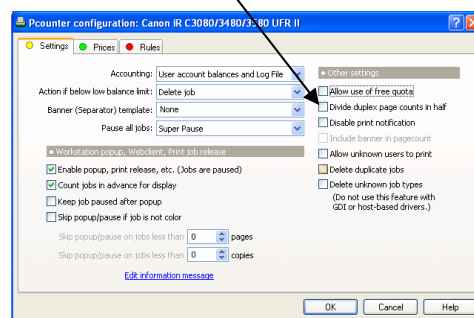 Pcounter configuration: Canon iR C3080/3480/3580 UFR II
Settings
Prices
Rules
Accounting: User account balances and Log File
Action if below low balance limit: Delete job
Banner (Separator) template: None
Pause all jobs: Super Pause
Workstation popup, Webclient, Print job release
Enable popup, print release, etc. (Jobs are paused)
Count jobs in advance for display
Keep job paused after popup
Skip popup/pause if job is not color
Skip popup/pause on jobs less than 0 pages
Skip popup/pause on jobs less than 0 copies
Edit information message
Other settings
Allow use of free quota
Divide duplex page counts in half
Disable print notification
Include banner in pagecount
Allow unknown users to print
Delete duplicate jobs
Delete unknown job types
(Do not use this feature with
GDI or host-based drivers.)
OK
Cancel
Help